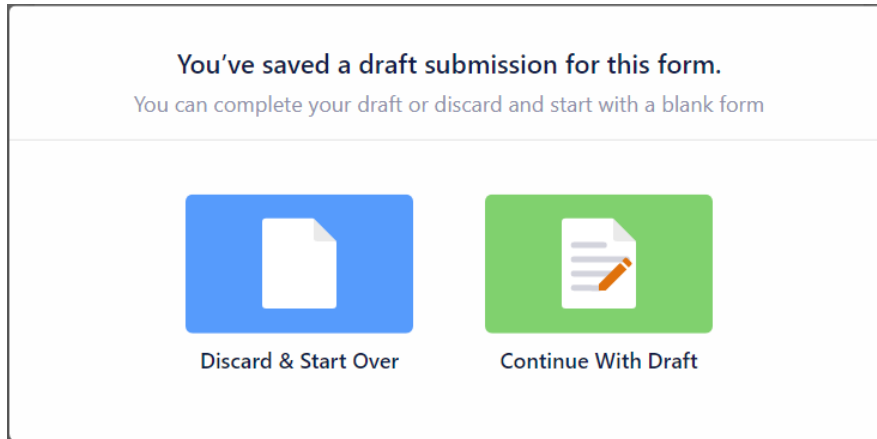 You’ve saved a draft submission for this form.
You can complete your draft or discard and start with a blank form
Discard & Start Over
Continue With Draft